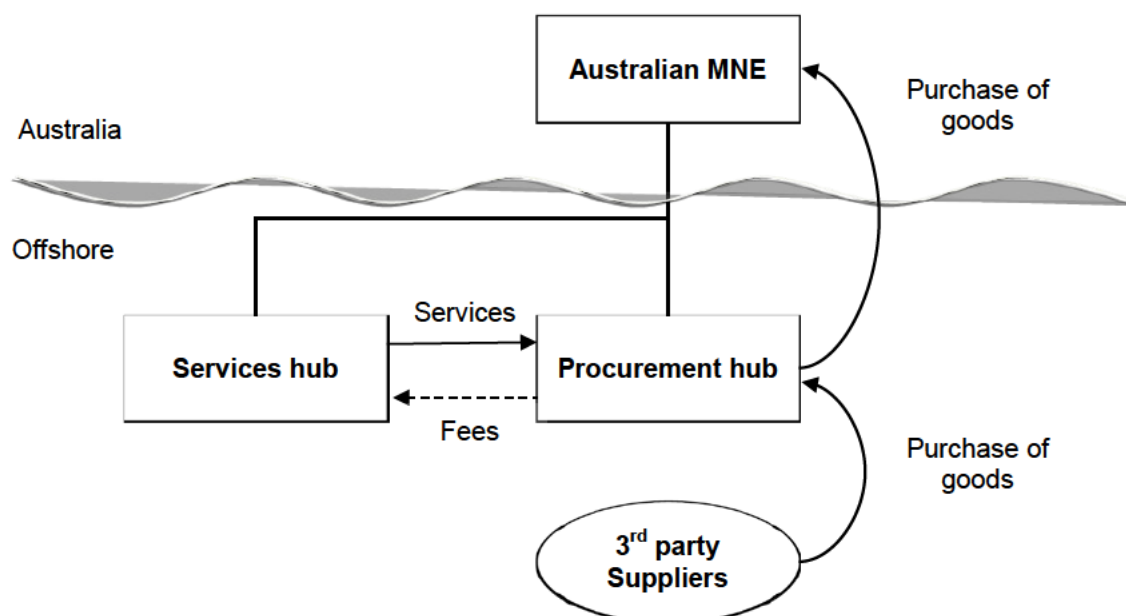 Australian MNE
Purchase of
goods
Australia
Offshore
Services
Services hub
Procurement hub
Fees
Purchase of
goods
3rd party
Suppliers